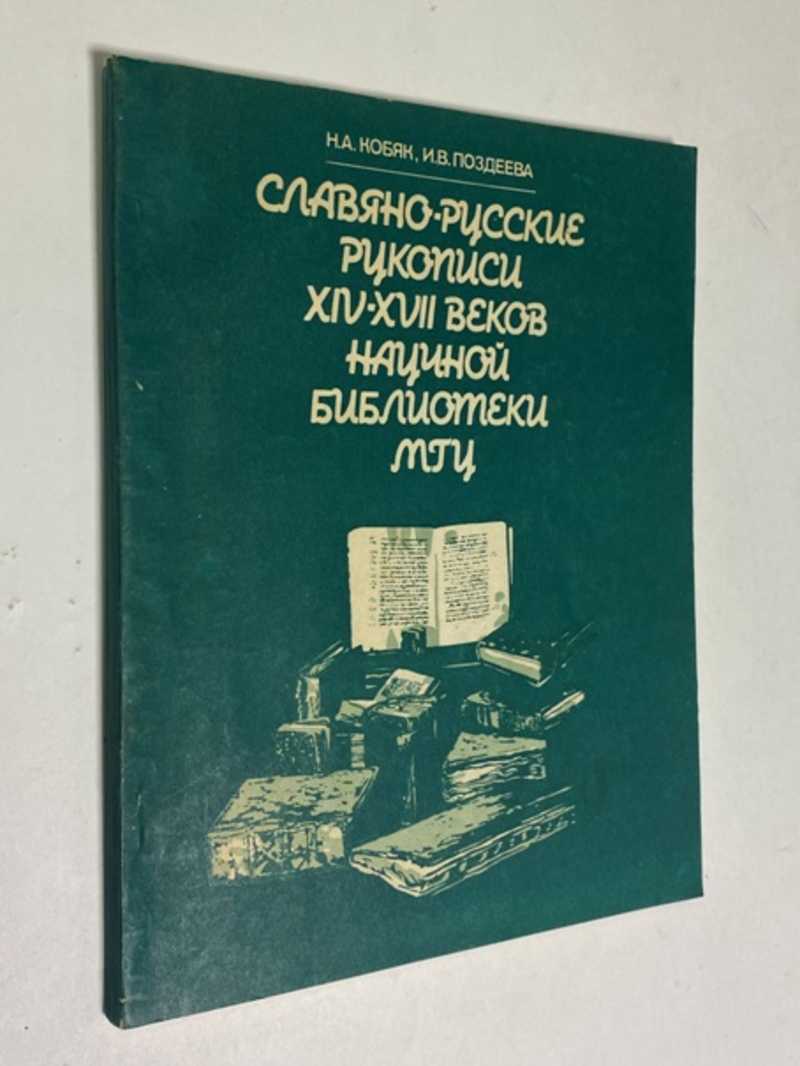 Н.А. КОБЯК, И.В. ПОЗДЕЕВА
СЛАВЯНО-РУССКИЕ
РУКОПИСИ
XIV-XVII ВЕКОВ
НАУЧНОЙ
БИБЛИОТЕКИ
МГУ